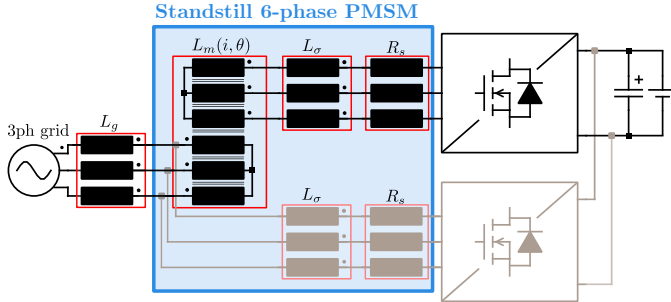 Standstill 6-phase PMSM
L_m(i, θ)
L_σ
R_s
3ph grid
L_g
+
L_σ
R_s